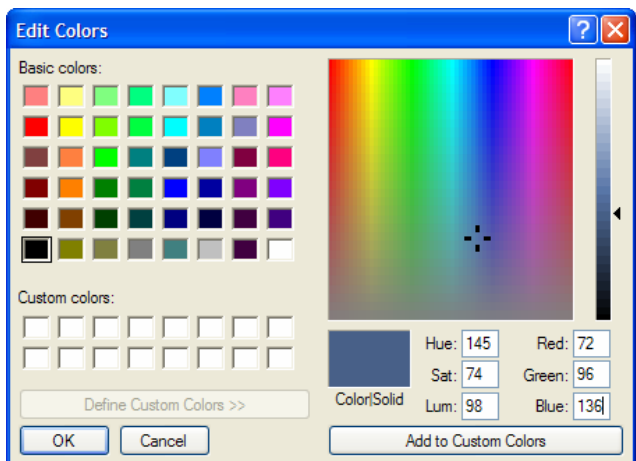 Edit Colors
Basic colors:
Custom colors:
Define Custom Colors >>
OK Cancel
Hue: 145 Red: 72
Sat: 74 Green: 96
Color|Solid Lum: 98 Blue: 136
Add to Custom Colors